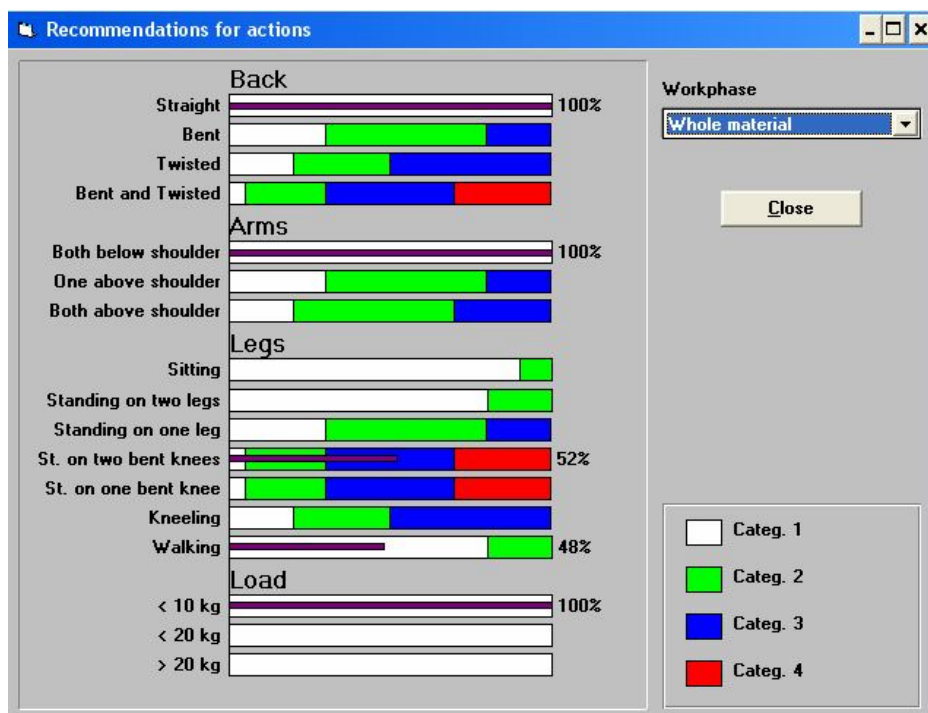 Recommendations for actions
Back
Straight 100%
Bent
Twisted
Bent and Twisted
Arms
Both below shoulder 100%
One above shoulder
Both above shoulder
Legs
Sitting
Standing on two legs
Standing on one leg
St. on two bent knees 52%
St. on one bent knee
Kneeling
Walking 48%
Load
< 10 kg 100%
< 20 kg
> 20 kg
Workphase
Whole material
Close
Categ. 1
Categ. 2
Categ. 3
Categ. 4